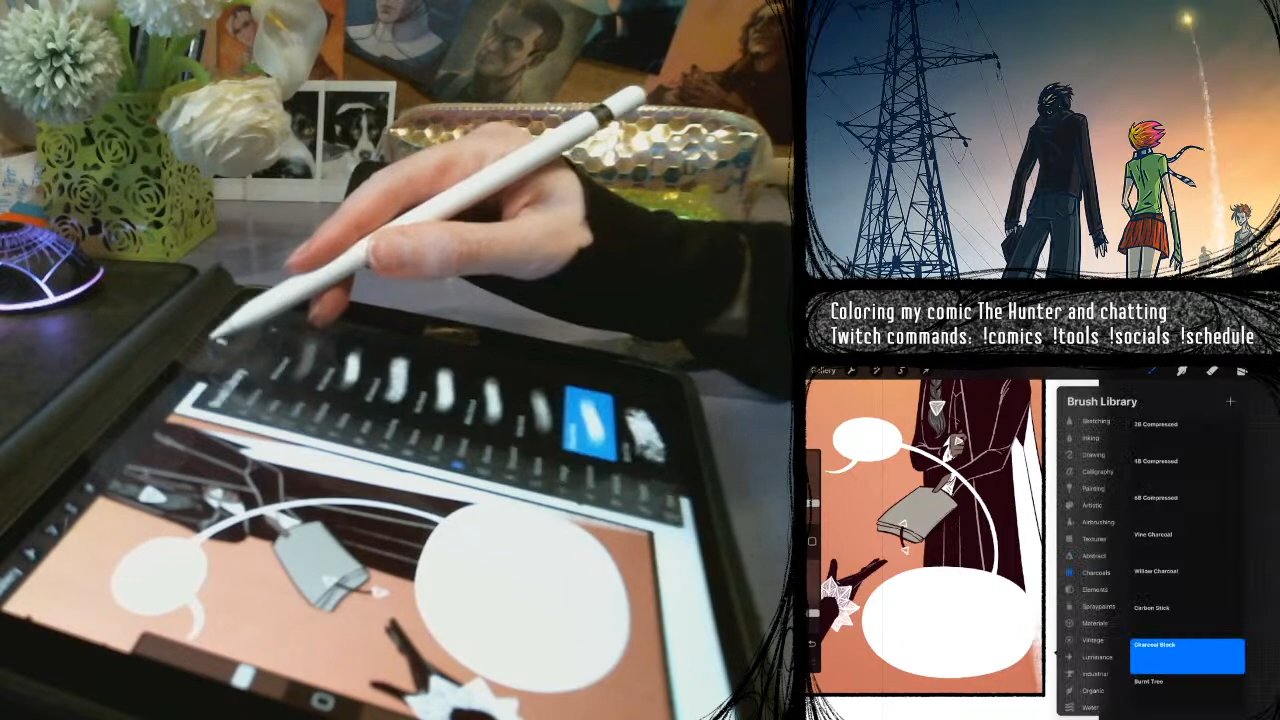 Coloring my comic The Hunter and chatting
Twitch commands: !comics !tools !socials !schedule
Gallery
Brush Library
Sketching
Inking
Drawing
Calligraphy
Painting
Artistic
Airbrushing
Textures
Abstract
Charcoals
Elements
Spraypaints
Materials
Vintage
Luminance
Industrial
Organic
Water
2B Compressed
4B Compressed
6B Compressed
Vine Charcoal
Willow Charcoal
Carbon Stick
Charcoal Block
Burnt Tree